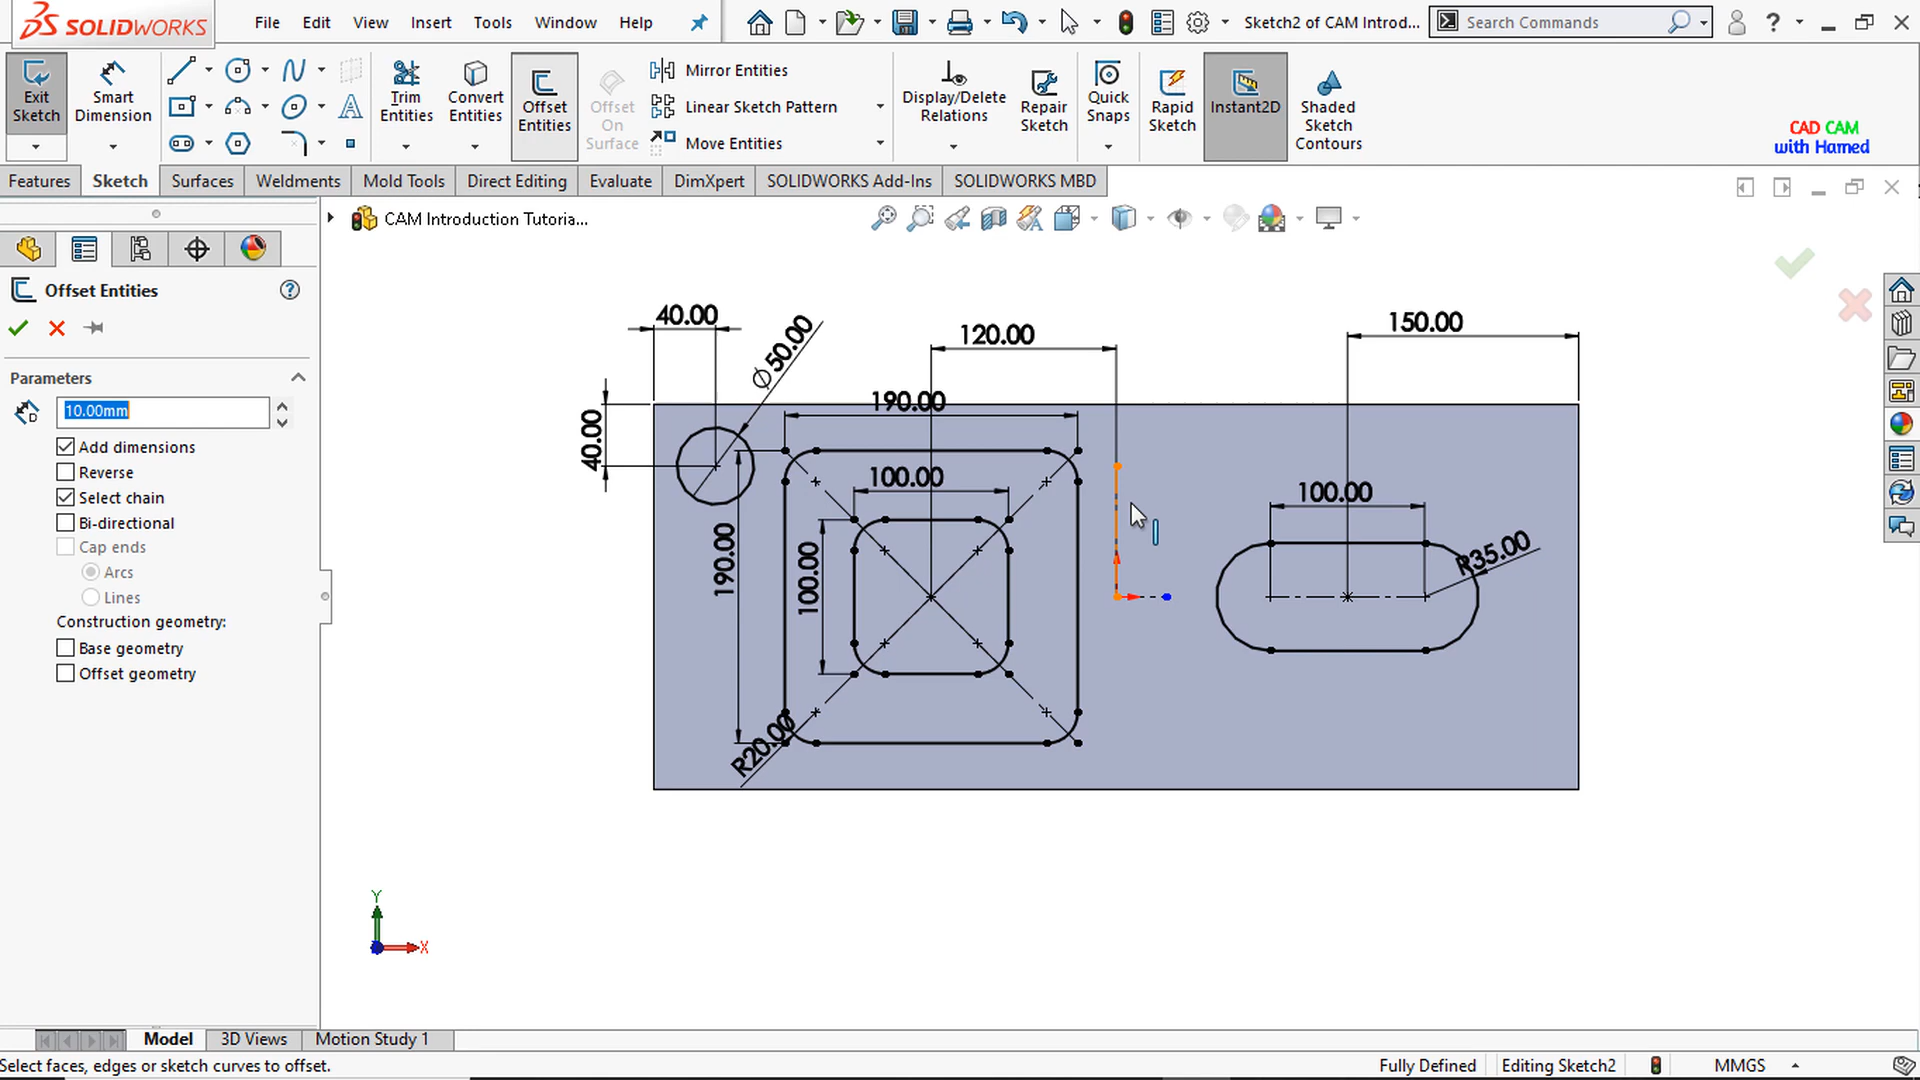 SOLIDWORKS File Edit View Insert Tools Window Help Sketch2 of CAM Introd... Search Commands ?
Exit Sketch
Smart Dimension
Trim Entities
Convert Entities
Offset Entities
Offset On Surface
Mirror Entities
Linear Sketch Pattern
Move Entities
Display/Delete Relations
Repair Sketch
Quick Snaps
Rapid Sketch
Instant2D
Shaded Sketch Contours
CAD CAM
with Hamed
Features Sketch Surfaces Weldments Mold Tools Direct Editing Evaluate DimXpert SOLIDWORKS Add-Ins SOLIDWORKS MBD
CAM Introduction Tutoria...
Offset Entities
Parameters
10.00mm
Add dimensions
Reverse
Select chain
Bi-directional
Cap ends
Arcs
Lines
Construction geometry:
Base geometry
Offset geometry
40.00
∅50.00
120.00
150.00
40.00
190.00
100.00
190.00
100.00
R20.00
100.00
R35.00
Y
X
Model 3D Views Motion Study 1
Select faces, edges or sketch curves to offset. Fully Defined Editing Sketch2 MMGS